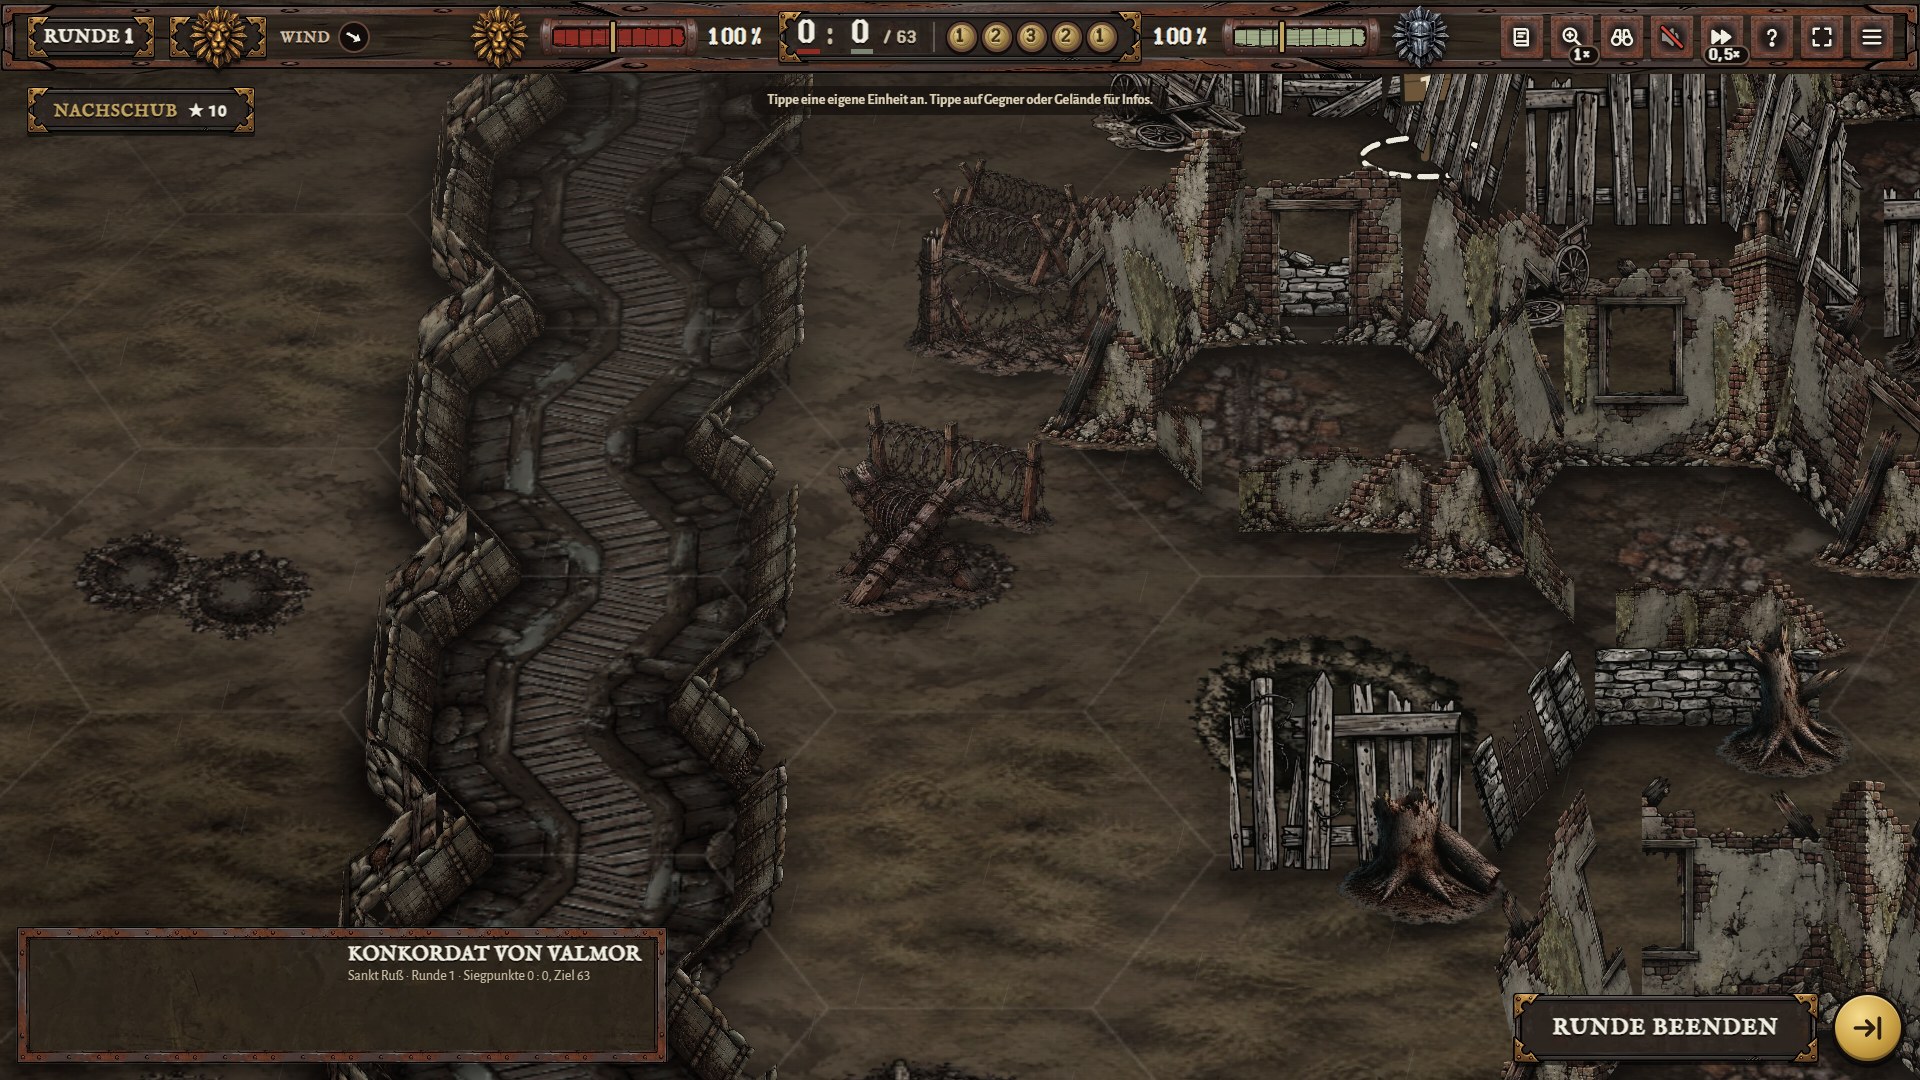 RUNDE 1
WIND
100 %
0 : 0 / 63
1 2 3 2 1
100 %
1×
0,5×
?
NACHSCHUB ★ 10
Tippe eine eigene Einheit an. Tippe auf Gegner oder Gelände für Infos.
KONKORDAT VON VALMOR
Sankt Ruß · Runde 1 · Siegpunkte 0 : 0, Ziel 63
RUNDE BEENDEN